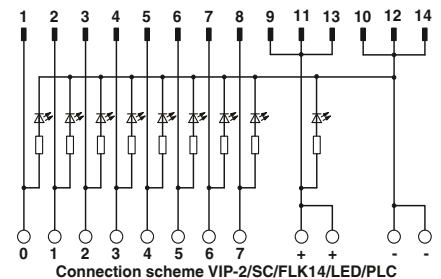 1 2 3 4 5 6 7 8 9 11 13 10 12 14
0 1 2 3 4 5 6 7 + + - -
Connection scheme VIP-2/SC/FLK14/LED/PLC